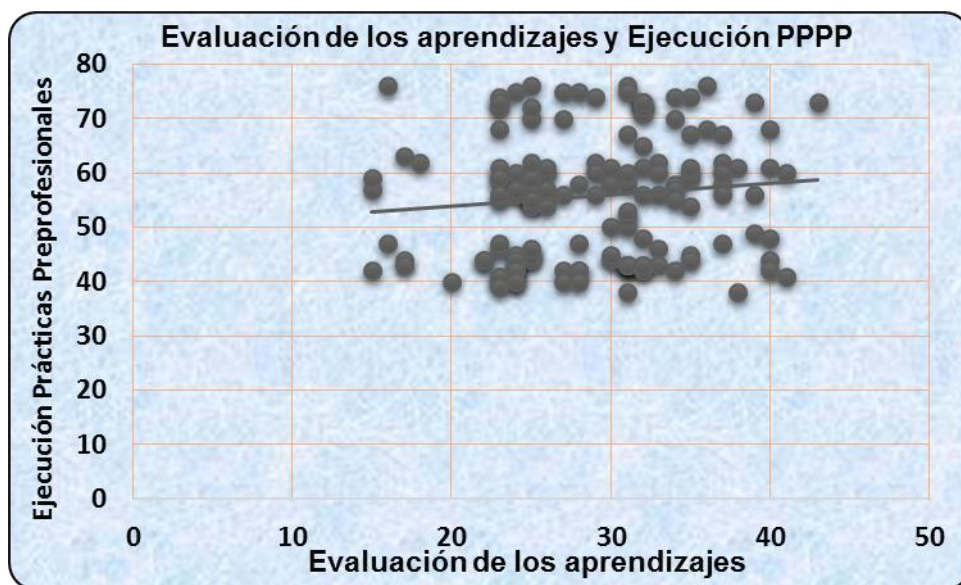 Evaluación de los aprendizajes y Ejecución PPPP
Ejecución Prácticas Preprofesionales
80
70
60
50
40
30
20
10
0
0 10 20 30 40 50
Evaluación de los aprendizajes